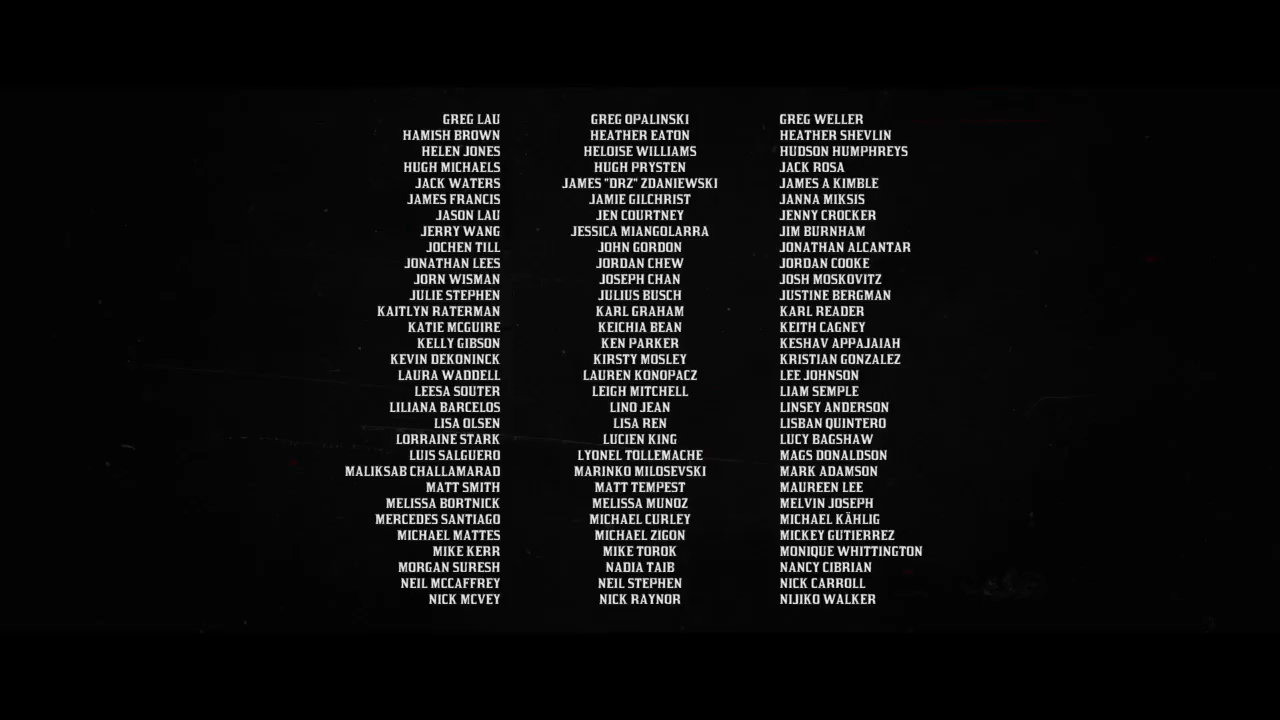 GREG LAU GREG OPALINSKI GREG WELLER
HAMISH BROWN HEATHER EATON HEATHER SHEVLIN
HELEN JONES HELOISE WILLIAMS HUDSON HUMPHREYS
HUGH MICHAELS HUGH PRYSTEN JACK ROSA
JACK WATERS JAMES "DRZ" ZDANIEWSKI JAMES A KIMBLE
JAMES FRANCIS JAMIE GILCHRIST JANNA MIKSIS
JASON LAU JEN COURTNEY JENNY CROCKER
JERRY WANG JESSICA MIANGOLARRA JIM BURNHAM
JOCHEN TILL JOHN GORDON JONATHAN ALCANTAR
JONATHAN LEES JORDAN CHEW JORDAN COOKE
JORN WISMAN JOSEPH CHAN JOSH MOSKOVITZ
JULIE STEPHEN JULIUS BUSCH JUSTINE BERGMAN
KAITLYN RATERMAN KARL GRAHAM KARL READER
KATIE MCGUIRE KEICHIA BEAN KEITH CAGNEY
KELLY GIBSON KEN PARKER KESHAV APPAJAIAH
KEVIN DEKONINCK KIRSTY MOSLEY KRISTIAN GONZALEZ
LAURA WADDELL LAUREN KONOPACZ LEE JOHNSON
LEESA SOUTER LEIGH MITCHELL LIAM SEMPLE
LILIANA BARCELOS LINO JEAN LINSEY ANDERSON
LISA OLSEN LISA REN LISBAN QUINTERO
LORRAINE STARK LUCIEN KING LUCY BAGSHAW
LUIS SALGUERO LYONEL TOLLEMACHE MAGS DONALDSON
MALIKSAB CHALLAMARAD MARINKO MILOSEVSKI MARK ADAMSON
MATT SMITH MATT TEMPEST MAUREEN LEE
MELISSA BORTNICK MELISSA MUNOZ MELVIN JOSEPH
MERCEDES SANTIAGO MICHAEL CURLEY MICHAEL KÄHLIG
MICHAEL MATTES MICHAEL ZIGON MICKEY GUTIERREZ
MIKE KERR MIKE TOROK MONIQUE WHITTINGTON
MORGAN SURESH NADIA TAIB NANCY CIBRIAN
NEIL MCCAFFREY NEIL STEPHEN NICK CARROLL
NICK MCVEY NICK RAYNOR NIJIKO WALKER